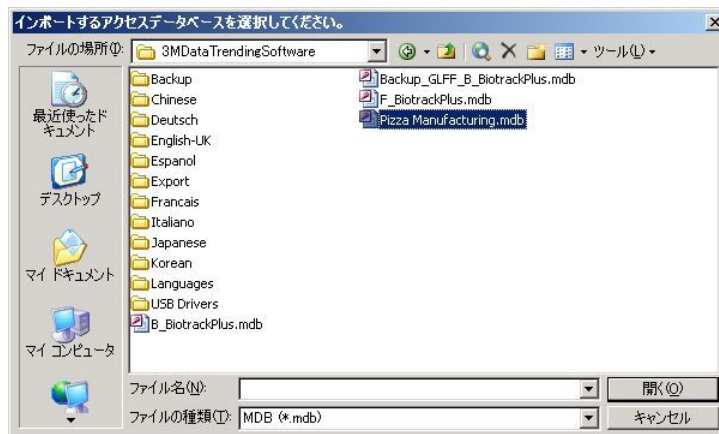 インポートするアクセスデータベースを選択してください。
ファイルの場所(I): 3MDataTrendingSoftware ツール(L)
最近使ったドキュメント
デスクトップ
マイ ドキュメント
マイ コンピュータ
Backup
Chinese
Deutsch
English-UK
Espanol
Export
Francais
Italiano
Japanese
Korean
Languages
USB Drivers
B_BiotrackPlus.mdb
Backup_GLFF_B_BiotrackPlus.mdb
F_BiotrackPlus.mdb
Pizza Manufacturing.mdb
ファイル名(N): 開く(O)
ファイルの種類(T): MDB (*.mdb) キャンセル